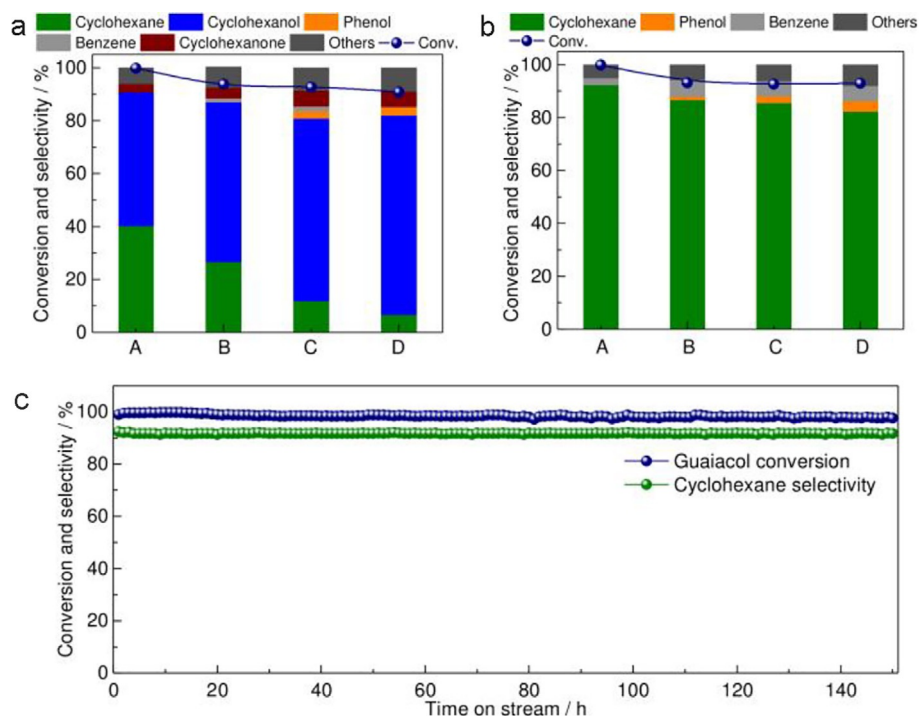 a
Cyclohexane Cyclohexanol Phenol
Benzene Cyclohexanone Others Conv.
Conversion and selectivity / %
100
80
60
40
20
0
A B C D
b
Cyclohexane Phenol Benzene Others
Conv.
Conversion and selectivity / %
100
80
60
40
20
0
A B C D
c
Conversion and selectivity / %
100
80
60
40
20
0
Guaiacol conversion
Cyclohexane selectivity
0 20 40 60 80 100 120 140
Time on stream / h